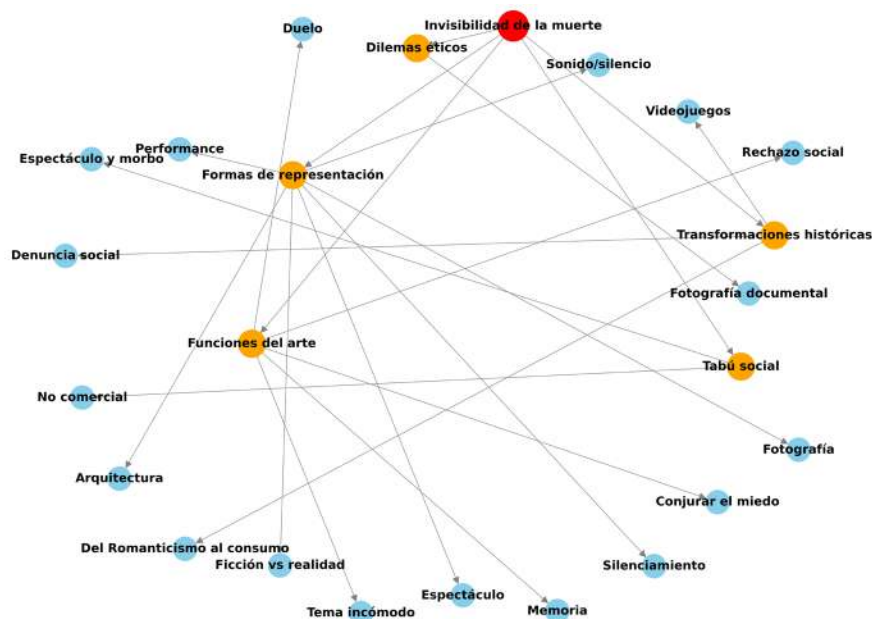 Invisibilidad de la muerte
Duelo
Dilemas éticos
Sonido/silencio
Videojuegos
Performance
Rechazo social
Espectáculo y morbo
Formas de representación
Transformaciones históricas
Denuncia social
Fotografía documental
Funciones del arte
Tabú social
No comercial
Fotografía
Arquitectura
Conjurar el miedo
Del Romanticismo al consumo
Ficción vs realidad
Silenciamiento
Espectáculo
Tema incómodo
Memoria